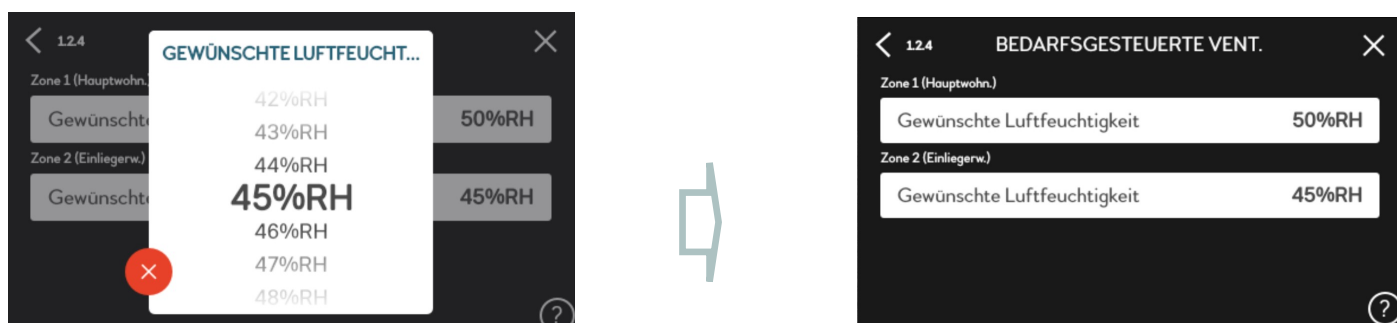 1.2.4
GEWÜNSCHTE LUFTFEUCHT...
Zone 1 (Hauptwohn.)
42%RH
Gewünschte
43%RH
50%RH
44%RH
Zone 2 (Einliegerw.)
45%RH
Gewünschte
45%RH
46%RH
47%RH
48%RH
?
1.2.4 BEDARFSGESTEUERTE VENT.
Zone 1 (Hauptwohn.)
Gewünschte Luftfeuchtigkeit 50%RH
Zone 2 (Einliegerw.)
Gewünschte Luftfeuchtigkeit 45%RH
?